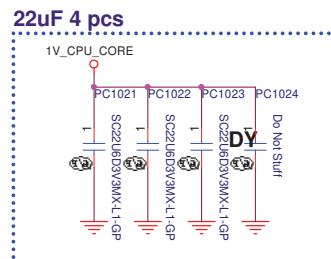 22uF 4 pcs
1V_CPU_CORE
PC1021
PC1022
PC1023
PC1024
1
SC22U6D3V3MX-L1-GP
1
SC22U6D3V3MX-L1-GP
1
SC22U6D3V3MX-L1-GP
DY
1
Do Not Stuff